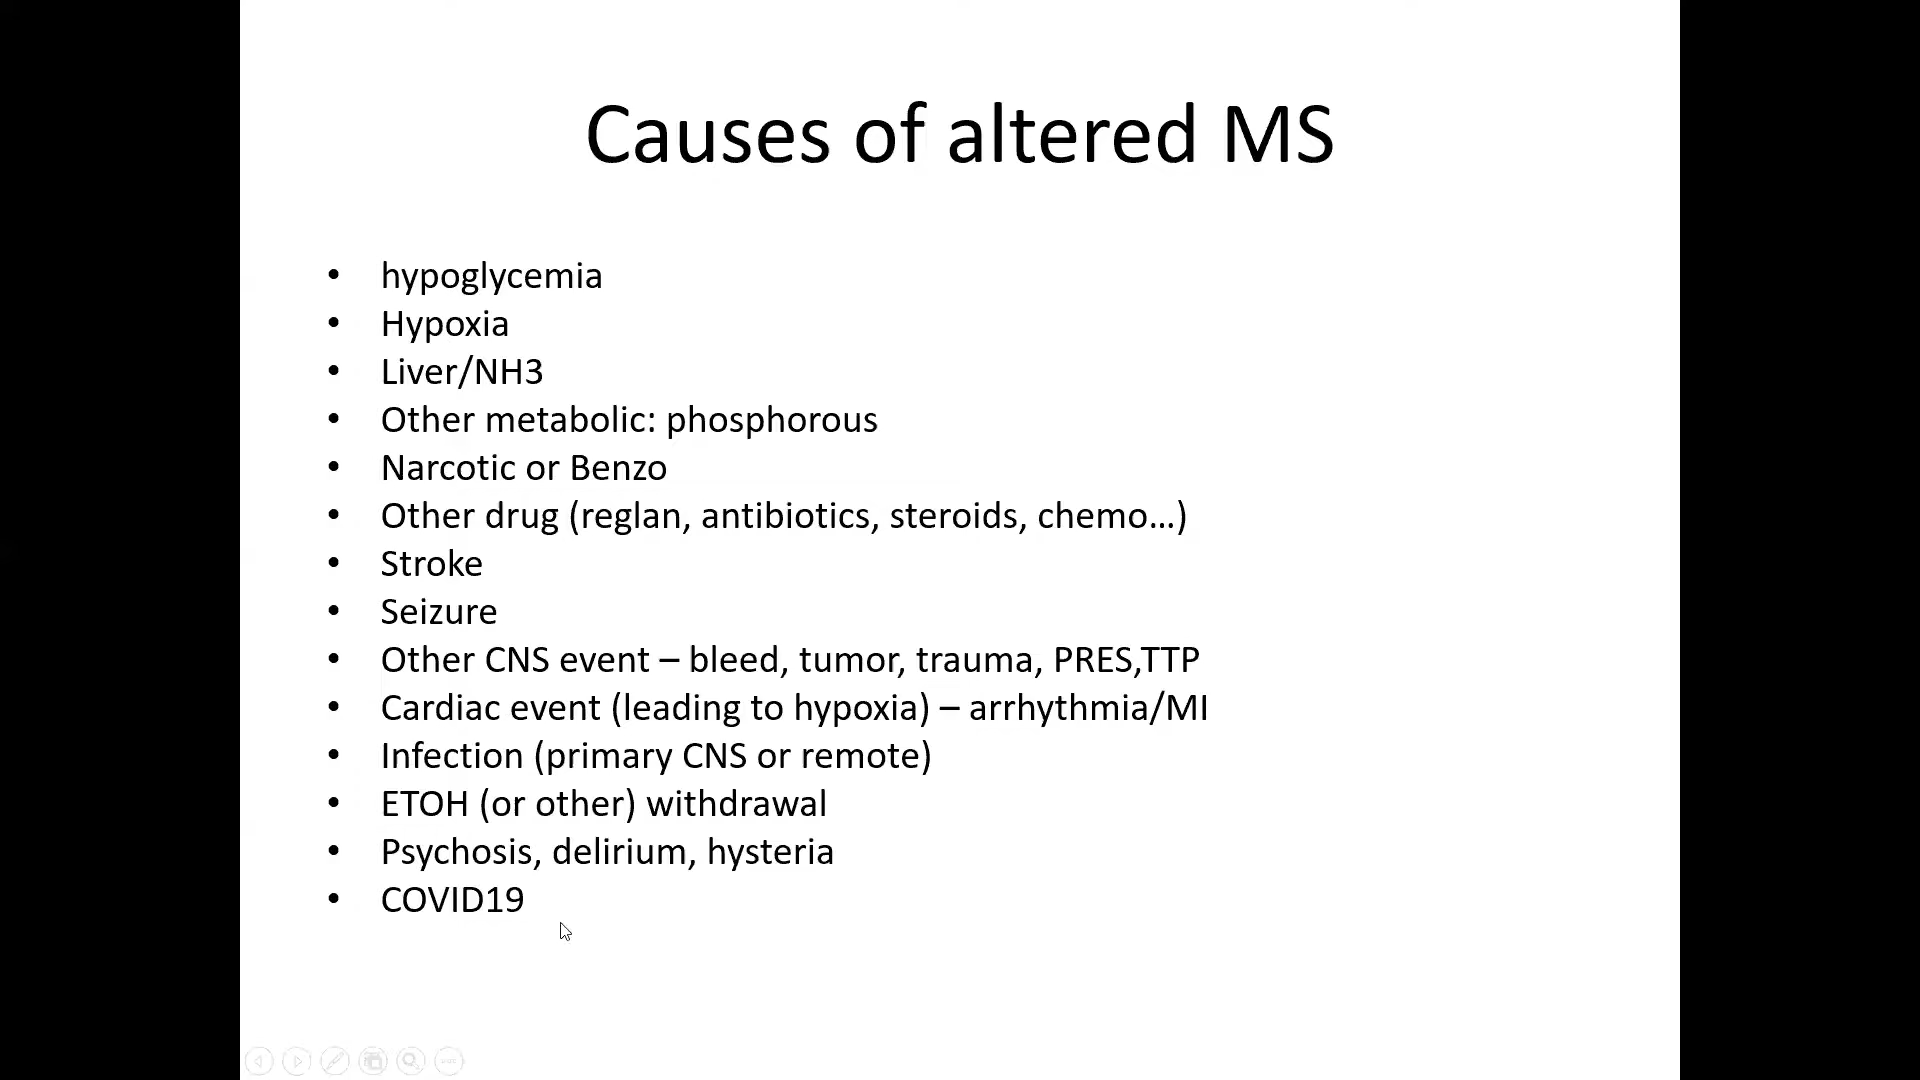 Causes of altered MS
• hypoglycemia
• Hypoxia
• Liver/NH3
• Other metabolic: phosphorous
• Narcotic or Benzo
• Other drug (reglan, antibiotics, steroids, chemo…)
• Stroke
• Seizure
• Other CNS event – bleed, tumor, trauma, PRES,TTP
• Cardiac event (leading to hypoxia) – arrhythmia/MI
• Infection (primary CNS or remote)
• ETOH (or other) withdrawal
• Psychosis, delirium, hysteria
• COVID19